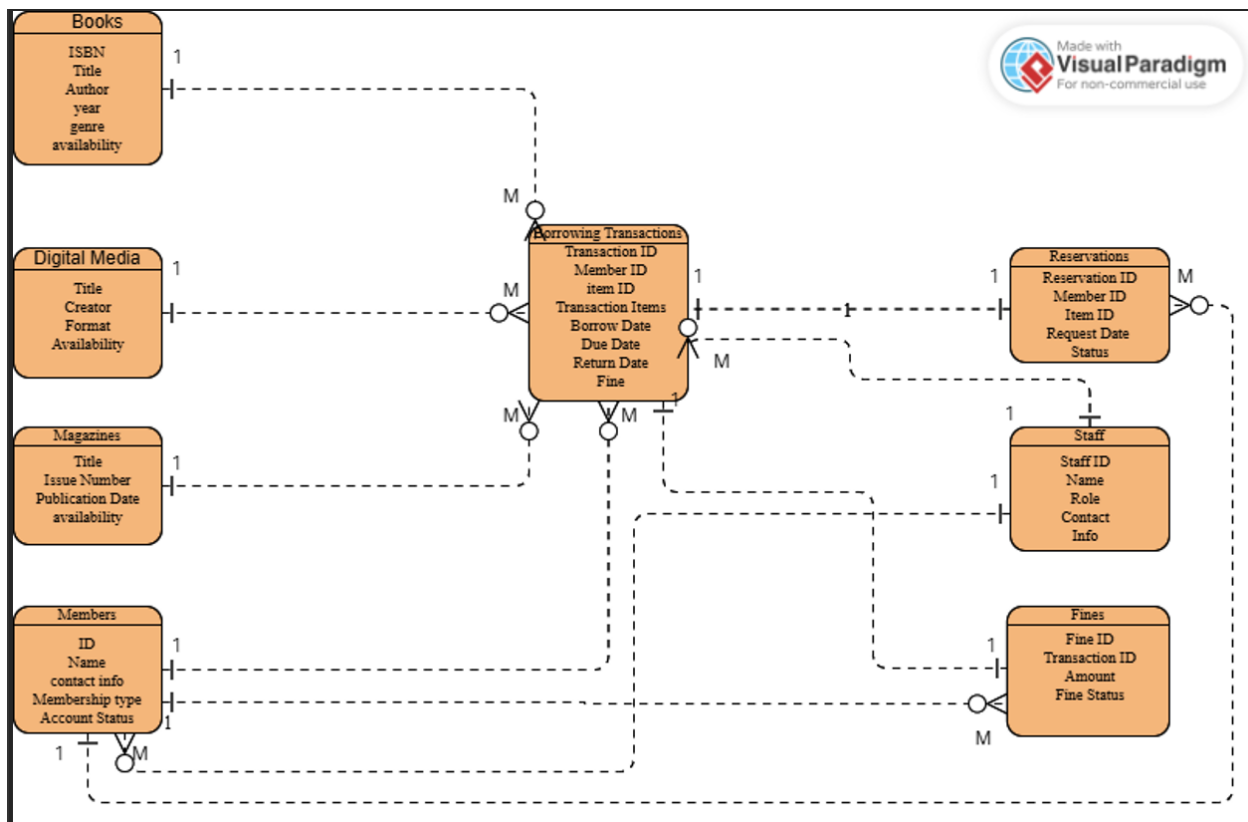 Books
ISBN
Title
Author
year
genre
availability
1
M
Made with
Visual Paradigm
For non-commercial use
Digital Media
Title
Creator
Format
Availability
1
M
Borrowing Transactions
Transaction ID
Member ID
item ID
Transaction Items
Borrow Date
Due Date
Return Date
Fine
1
1
1
M
M
M
1
Reservations
Reservation ID
Member ID
Item ID
Request Date
Status
M
Magazines
Title
Issue Number
Publication Date
availability
1
Staff
Staff ID
Name
Role
Contact
Info
1
1
Members
ID
Name
contact info
Membership type
Account Status
1
1
1
M
Fines
Fine ID
Transaction ID
Amount
Fine Status
1
M